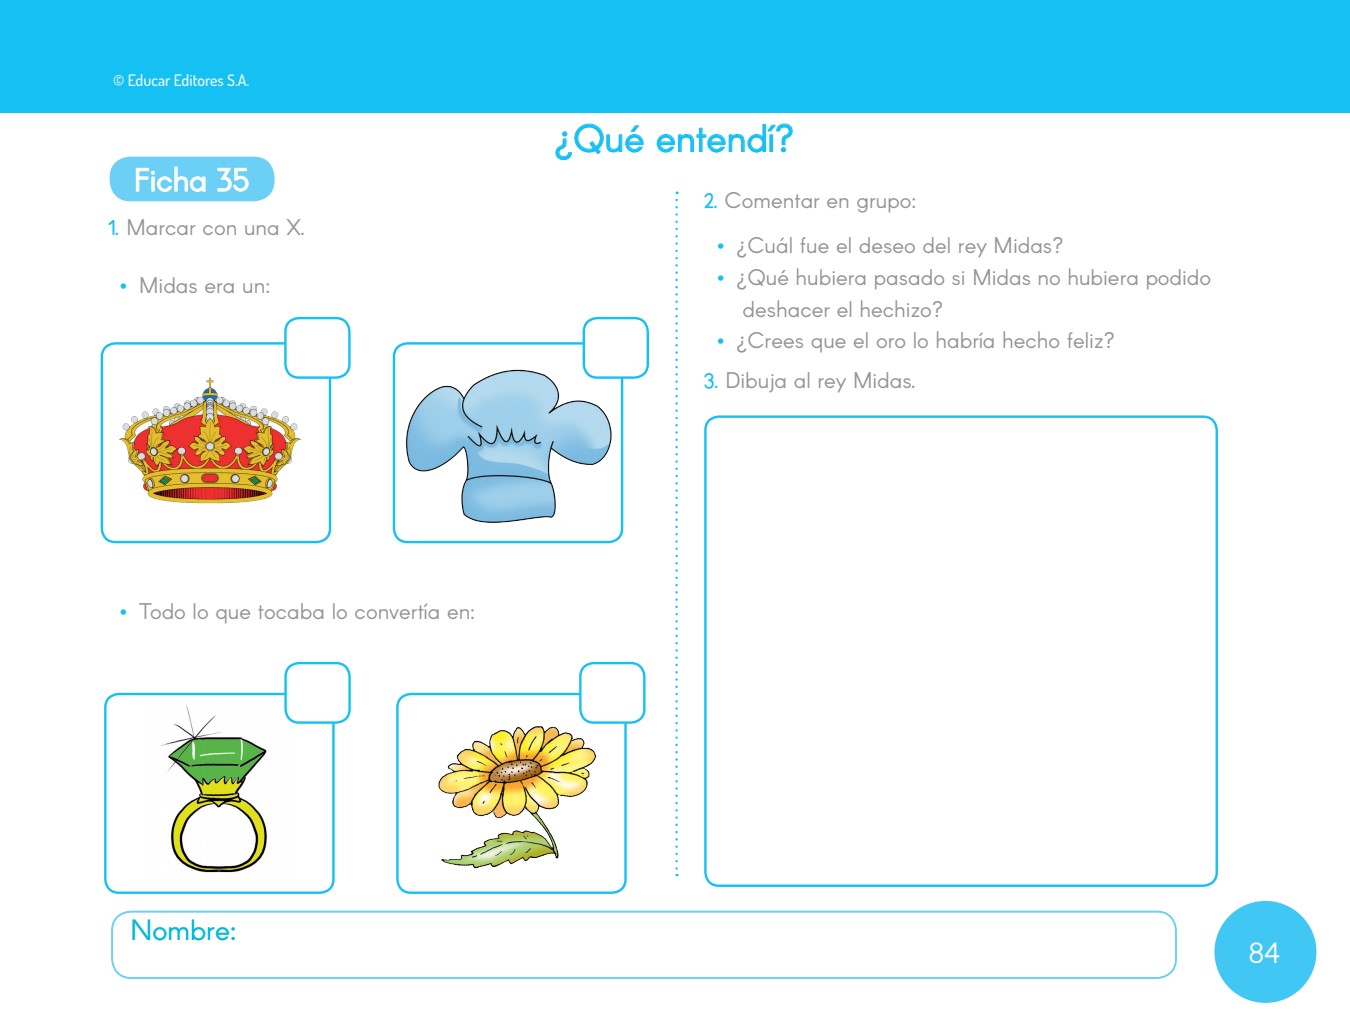 © Educar Editores S.A.
¿Qué entendí?
Ficha 35
1. Marcar con una X.
• Midas era un:
• Todo lo que tocaba lo convertía en:
2. Comentar en grupo:
• ¿Cuál fue el deseo del rey Midas?
• ¿Qué hubiera pasado si Midas no hubiera podido
deshacer el hechizo?
• ¿Crees que el oro lo habría hecho feliz?
3. Dibuja al rey Midas.
Nombre:
84